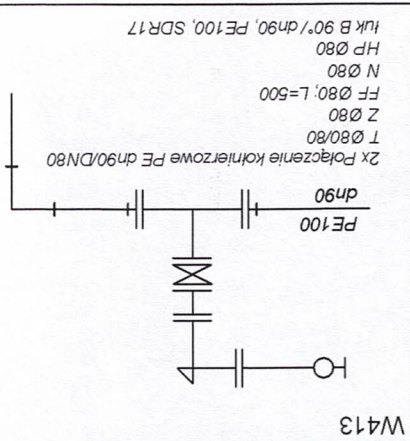 W413
PE100
dn90
2x Połączenie kołnierzowe PE dn90/DN80
T Ø80/80
Z Ø80
FF Ø80, L=500
N Ø80
HP Ø80
łuk B 90°/ dn90, PE100, SDR17